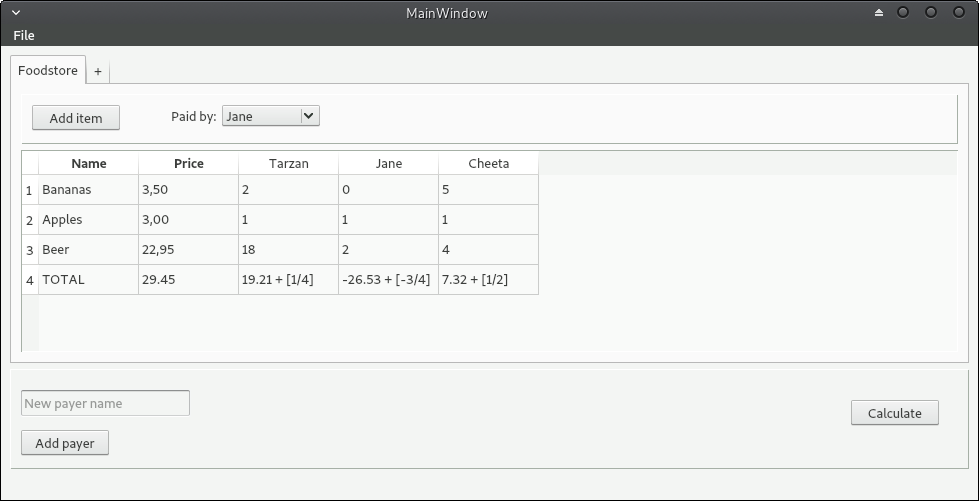 MainWindow
File
Foodstore +
Add item Paid by: Jane
Name Price Tarzan Jane Cheeta
1 Bananas 3,50 2 0 5
2 Apples 3,00 1 1 1
3 Beer 22,95 18 2 4
4 TOTAL 29.45 19.21 + [1/4] -26.53 + [-3/4] 7.32 + [1/2]
New payer name
Calculate
Add payer